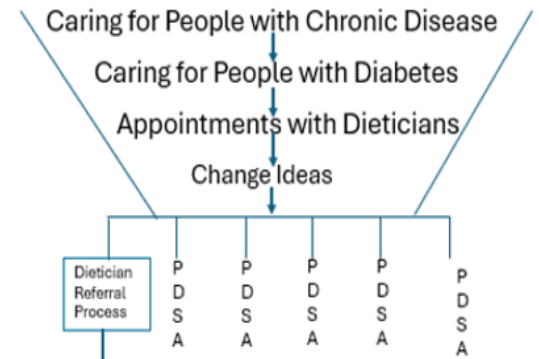 Caring for People with Chronic Disease
Caring for People with Diabetes
Appointments with Dieticians
Change Ideas
Dietician
Referral
Process
P
D
S
A
P
D
S
A
P
D
S
A
P
D
S
A
P
D
S
A